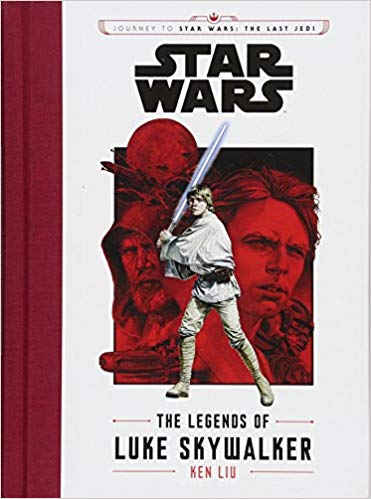 JOURNEY TO STAR WARS: THE LAST JEDI
STAR
WARS
THE LEGENDS OF
LUKE SKYWALKER
KEN LIU